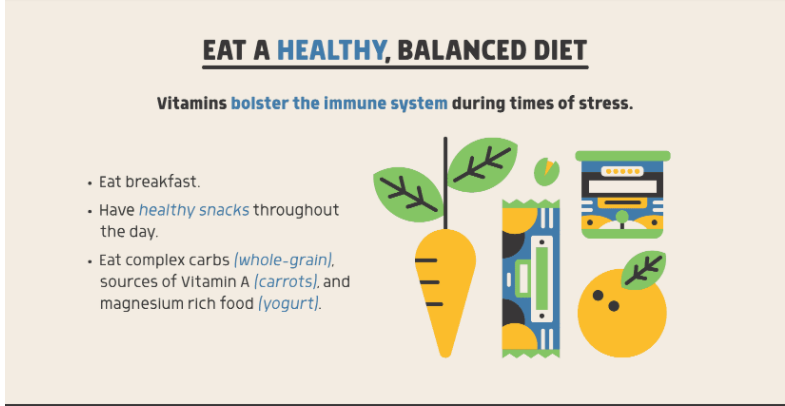 EAT A HEALTHY, BALANCED DIET
Vitamins bolster the immune system during times of stress.
• Eat breakfast.
• Have healthy snacks throughout
the day.
• Eat complex carbs (whole-grain),
sources of Vitamin A (carrots), and
magnesium rich food (yogurt).